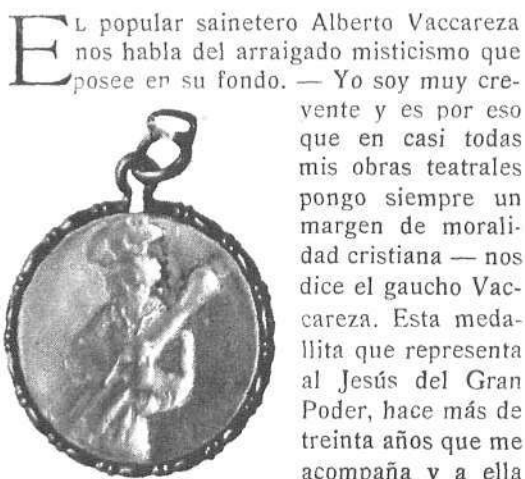 EL popular sainetero Alberto Vaccareza
nos habla del arraigado misticismo que
posee en su fondo. — Yo soy muy cre-
yente y es por eso
que en casi todas
mis obras teatrales
pongo siempre un
margen de morali-
dad cristiana — nos
dice el gaucho Vac-
careza. Esta meda-
llita que representa
al Jesús del Gran
Poder, hace más de
treinta años que me
acompaña y a ella